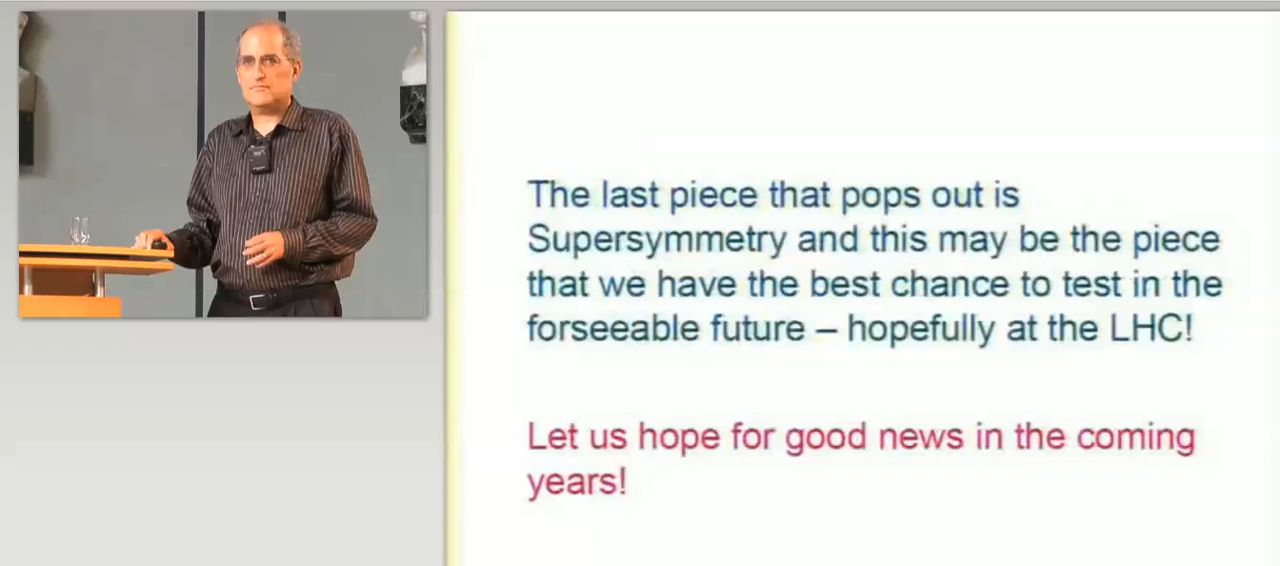 The last piece that pops out is
Supersymmetry and this may be the piece
that we have the best chance to test in the
forseeable future – hopefully at the LHC!
Let us hope for good news in the coming
years!